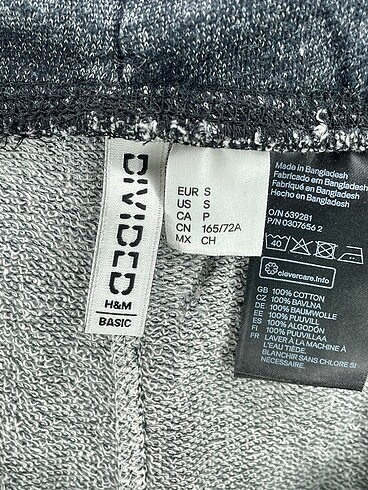 DIVIDED
H&M
BASIC
EUR S
US S
CA P
CN 165/72A
MX CH
Made in Bangladesh
Fabricado em Bangladesh
Fabriqué en Bangladesh
Hecho en Bangladesh
O/N 639281
P/N 0307656 2
40
clevercare.info
GB 100% COTTON
CZ 100% BAVLNA
DE 100% BAUMWOLLE
EE 100% PUUVILL
ES 100% ALGODÓN
FI 100% PUUVILLAA
FR LAVER À LA MACHINE À
L'EAU TIÈDE
BLANCHIR SANS CHLORE SI
NÉCESSAIRE.